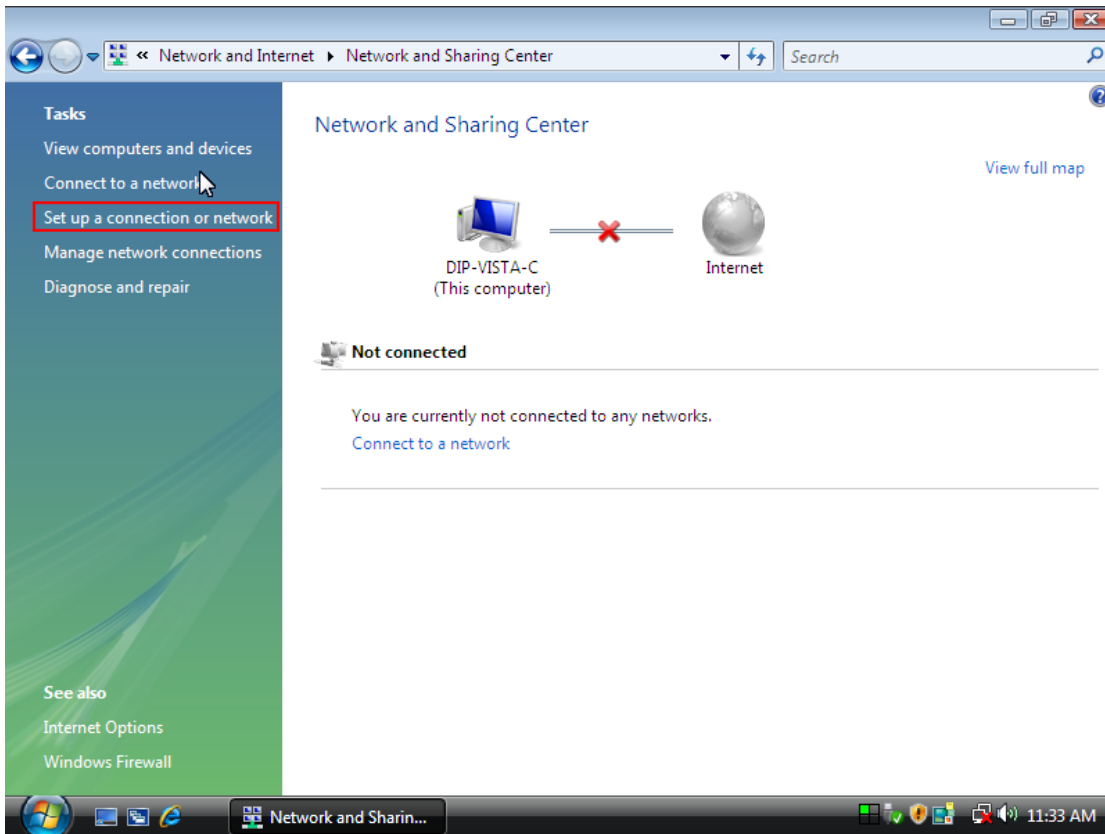 « Network and Internet ▸ Network and Sharing Center
Search
Tasks
View computers and devices
Connect to a network
Set up a connection or network
Manage network connections
Diagnose and repair
See also
Internet Options
Windows Firewall
Network and Sharing Center
View full map
DIP-VISTA-C
(This computer)
Internet
Not connected
You are currently not connected to any networks.
Connect to a network
Network and Sharin...
11:33 AM